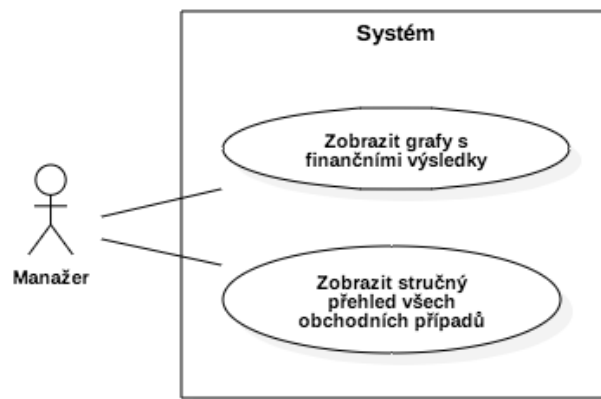 Systém
Zobrazit grafy s
finančními výsledky
Manažer
Zobrazit stručný
přehled všech
obchodních případů